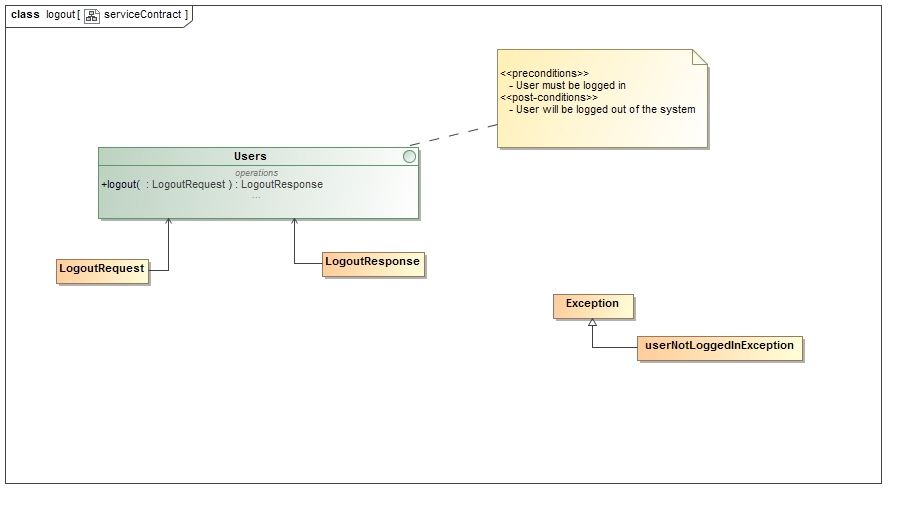 class logout[ serviceContract ]
<<preconditions>>
- User must be logged in
<<post-conditions>>
- User will be logged out of the system
Users
operations
+logout( : LogoutRequest ) : LogoutResponse
...
LogoutRequest
LogoutResponse
Exception
userNotLoggedInException